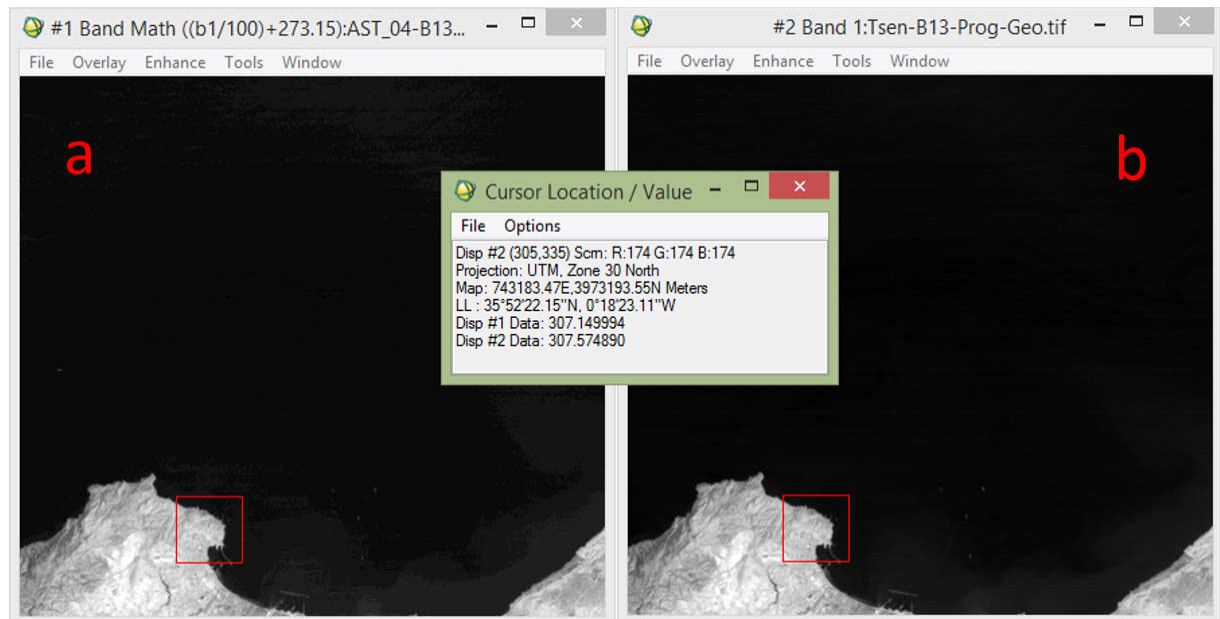 #1 Band Math ((b1/100)+273.15):AST_04-B13...
File Overlay Enhance Tools Window
a
#2 Band 1:Tsen-B13-Prog-Geo.tif
File Overlay Enhance Tools Window
b
Cursor Location / Value
File Options
Disp #2 (305,335) Scrn: R:174 G:174 B:174
Projection: UTM, Zone 30 North
Map: 743183.47E,3973193.55N Meters
LL : 35°52'22.15"N, 0°18'23.11"W
Disp #1 Data: 307.149994
Disp #2 Data: 307.574890